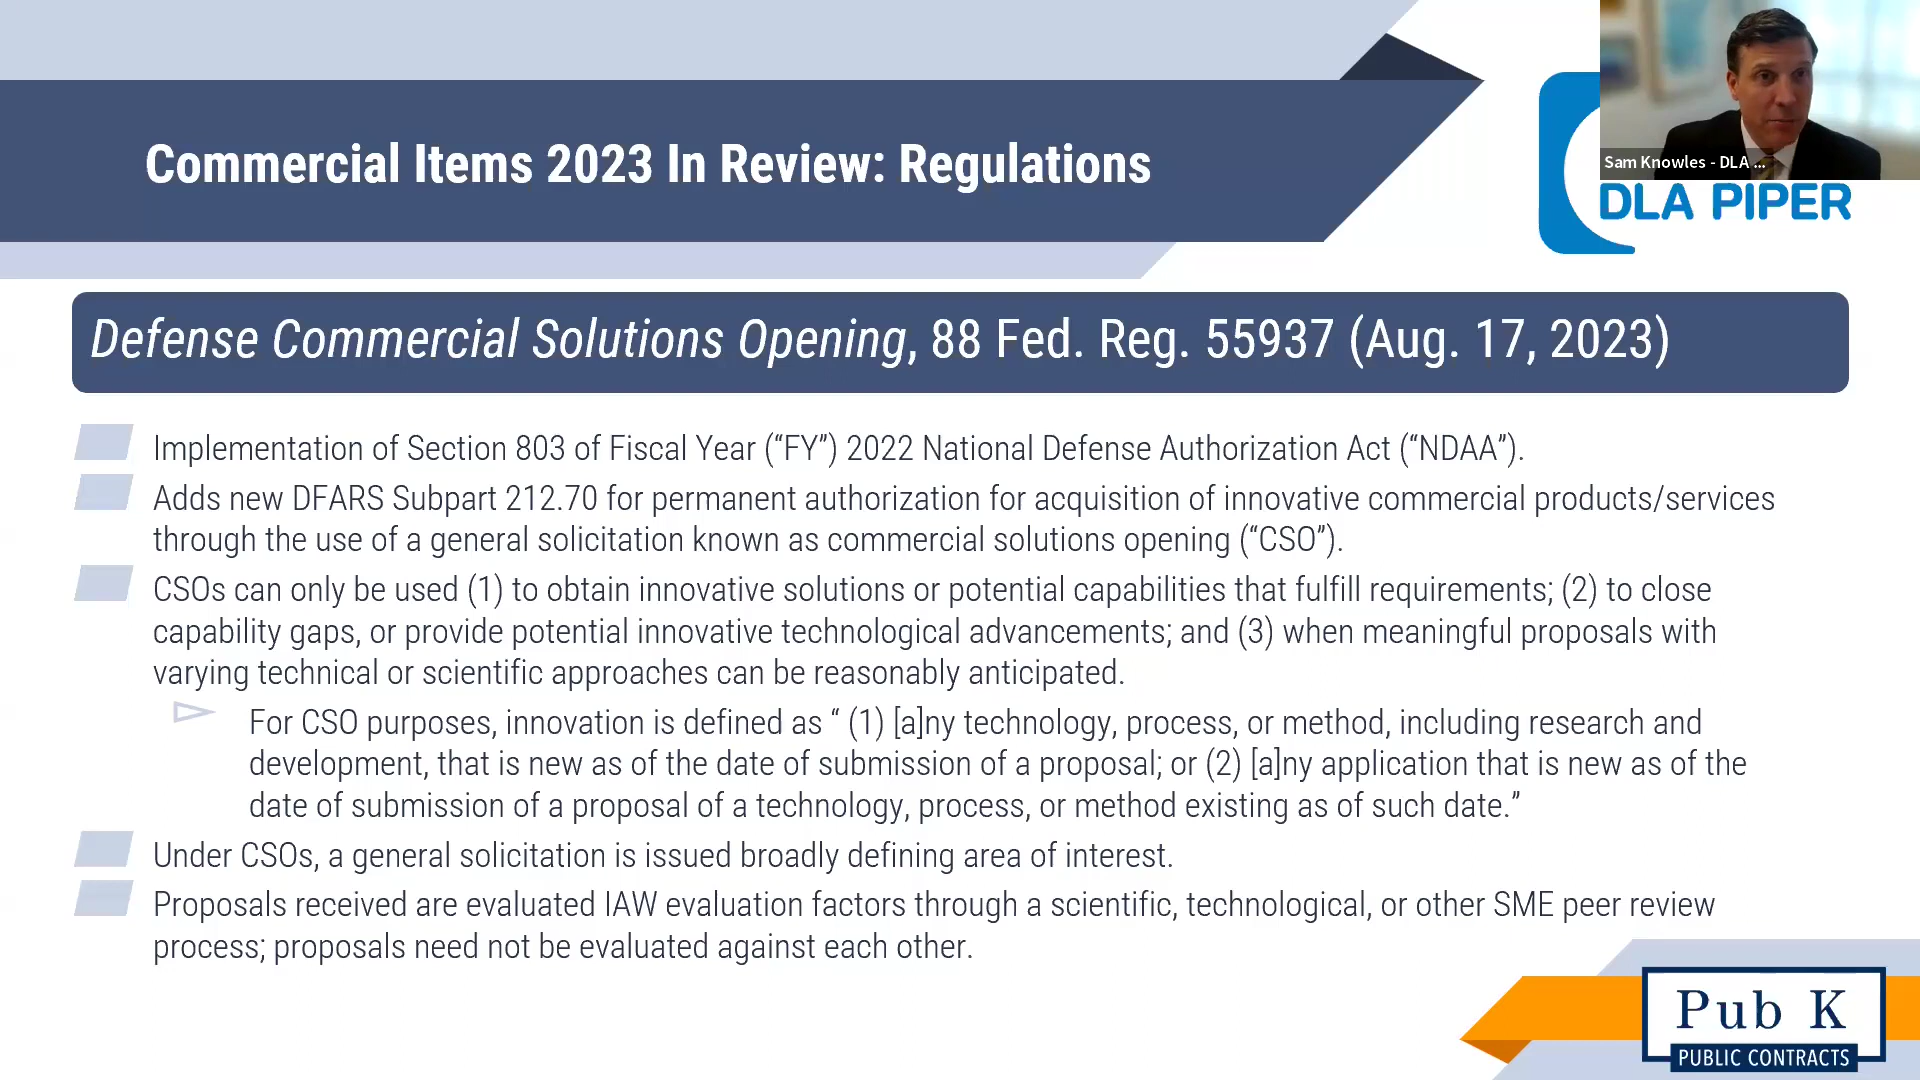 Commercial Items 2023 In Review: Regulations
Sam Knowles - DLA ...
DLA PIPER
Defense Commercial Solutions Opening, 88 Fed. Reg. 55937 (Aug. 17, 2023)
Implementation of Section 803 of Fiscal Year (“FY”) 2022 National Defense Authorization Act (“NDAA”).
Adds new DFARS Subpart 212.70 for permanent authorization for acquisition of innovative commercial products/services
through the use of a general solicitation known as commercial solutions opening (“CSO”).
CSOs can only be used (1) to obtain innovative solutions or potential capabilities that fulfill requirements; (2) to close
capability gaps, or provide potential innovative technological advancements; and (3) when meaningful proposals with
varying technical or scientific approaches can be reasonably anticipated.
For CSO purposes, innovation is defined as “ (1) [a]ny technology, process, or method, including research and
development, that is new as of the date of submission of a proposal; or (2) [a]ny application that is new as of the
date of submission of a proposal of a technology, process, or method existing as of such date.”
Under CSOs, a general solicitation is issued broadly defining area of interest.
Proposals received are evaluated IAW evaluation factors through a scientific, technological, or other SME peer review
process; proposals need not be evaluated against each other.
Pub K
PUBLIC CONTRACTS